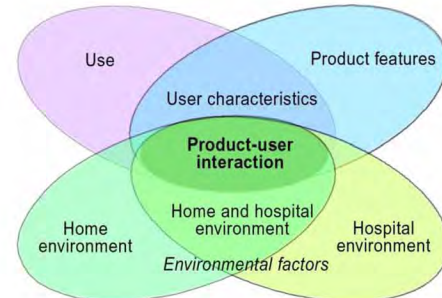 Use
Product features
User characteristics
Product-user
interaction
Home
environment
Home and hospital
environment
Hospital
environment
Environmental factors